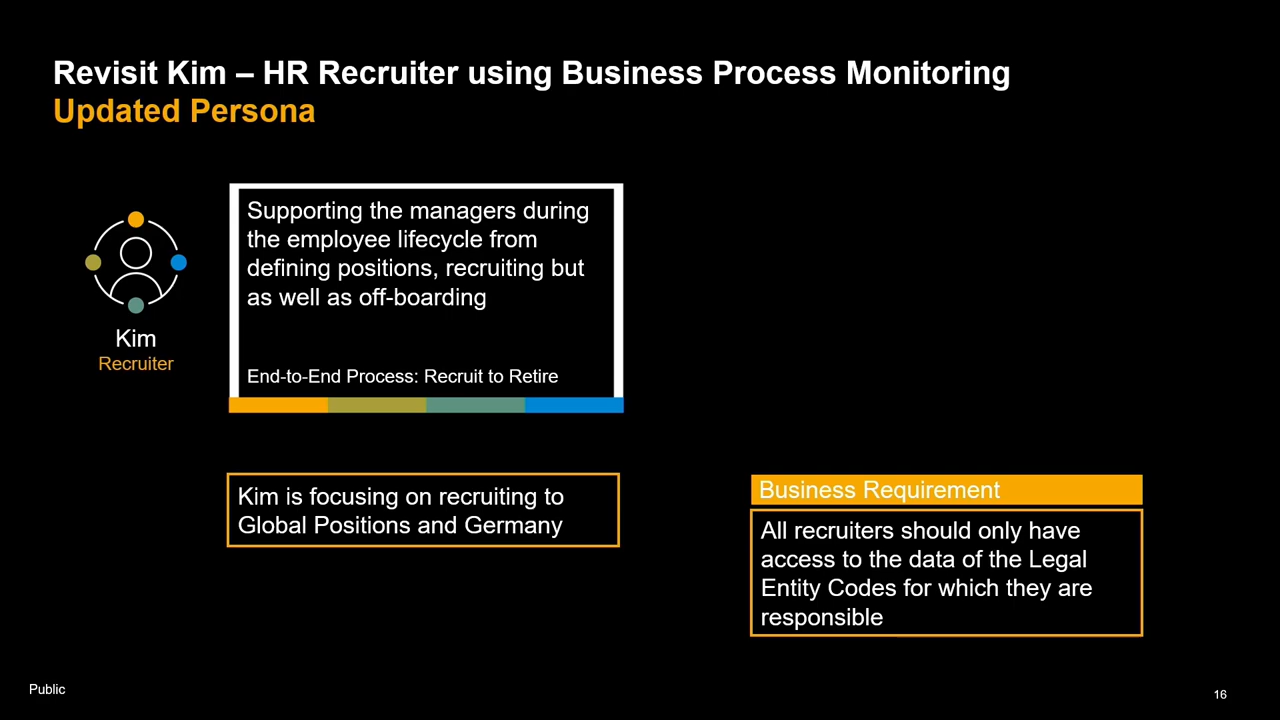 Revisit Kim – HR Recruiter using Business Process Monitoring
Updated Persona
Supporting the managers during
the employee lifecycle from
defining positions, recruiting but
as well as off-boarding
End-to-End Process: Recruit to Retire
Kim
Recruiter
Kim is focusing on recruiting to
Global Positions and Germany
Business Requirement
All recruiters should only have
access to the data of the Legal
Entity Codes for which they are
responsible
Public
16